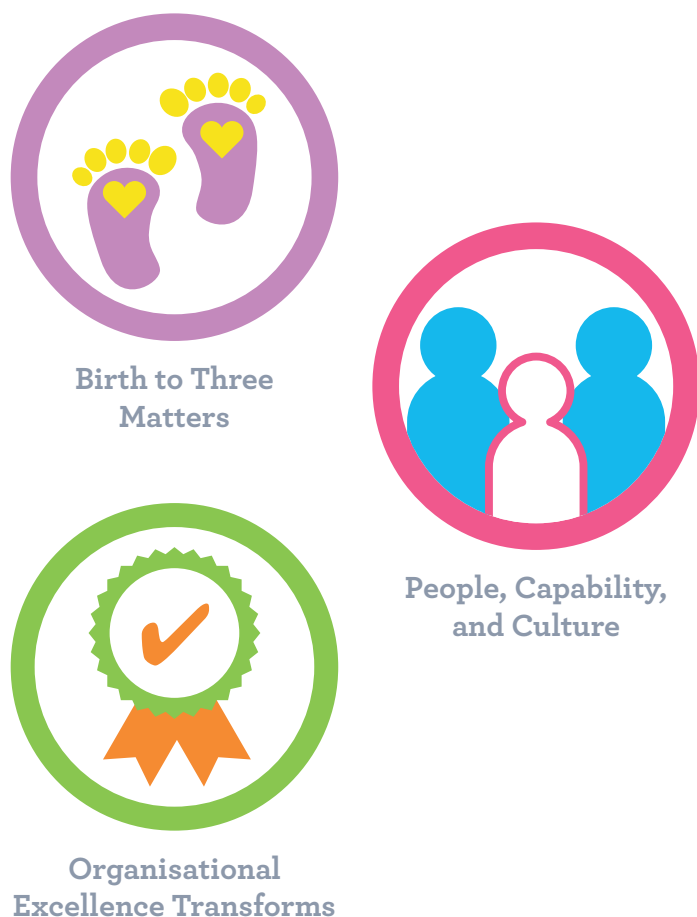 Birth to Three
Matters
People, Capability,
and Culture
Organisational
Excellence Transforms